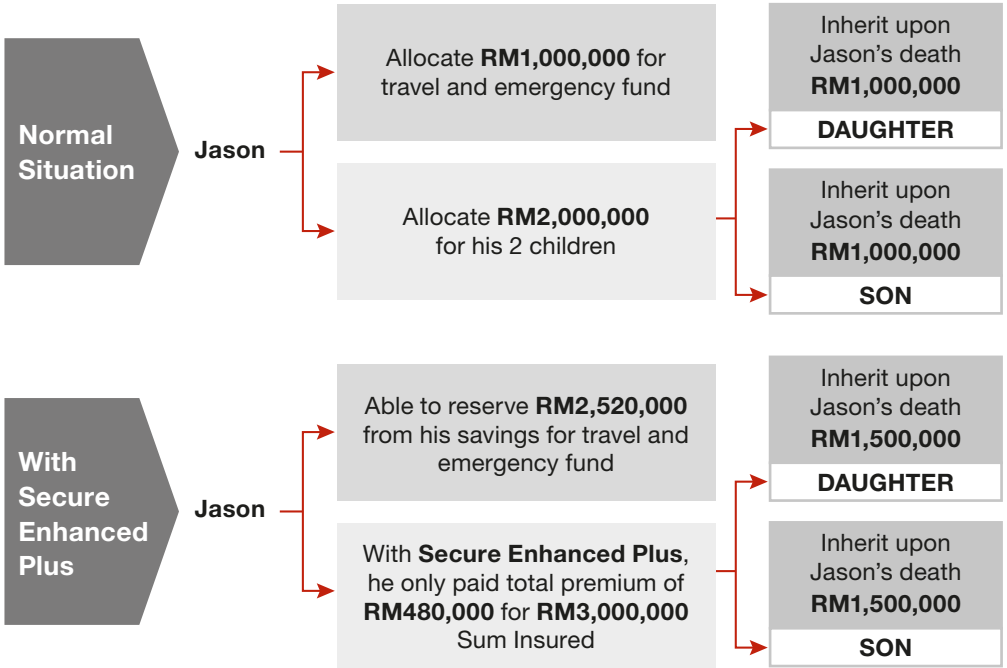 Normal
Situation
Jason
Allocate RM1,000,000 for
travel and emergency fund
Allocate RM2,000,000
for his 2 children
Inherit upon
Jason’s death
RM1,000,000
DAUGHTER
Inherit upon
Jason’s death
RM1,000,000
SON
With
Secure
Enhanced
Plus
Jason
Able to reserve RM2,520,000
from his savings for travel and
emergency fund
With Secure Enhanced Plus,
he only paid total premium of
RM480,000 for RM3,000,000
Sum Insured
Inherit upon
Jason’s death
RM1,500,000
DAUGHTER
Inherit upon
Jason’s death
RM1,500,000
SON